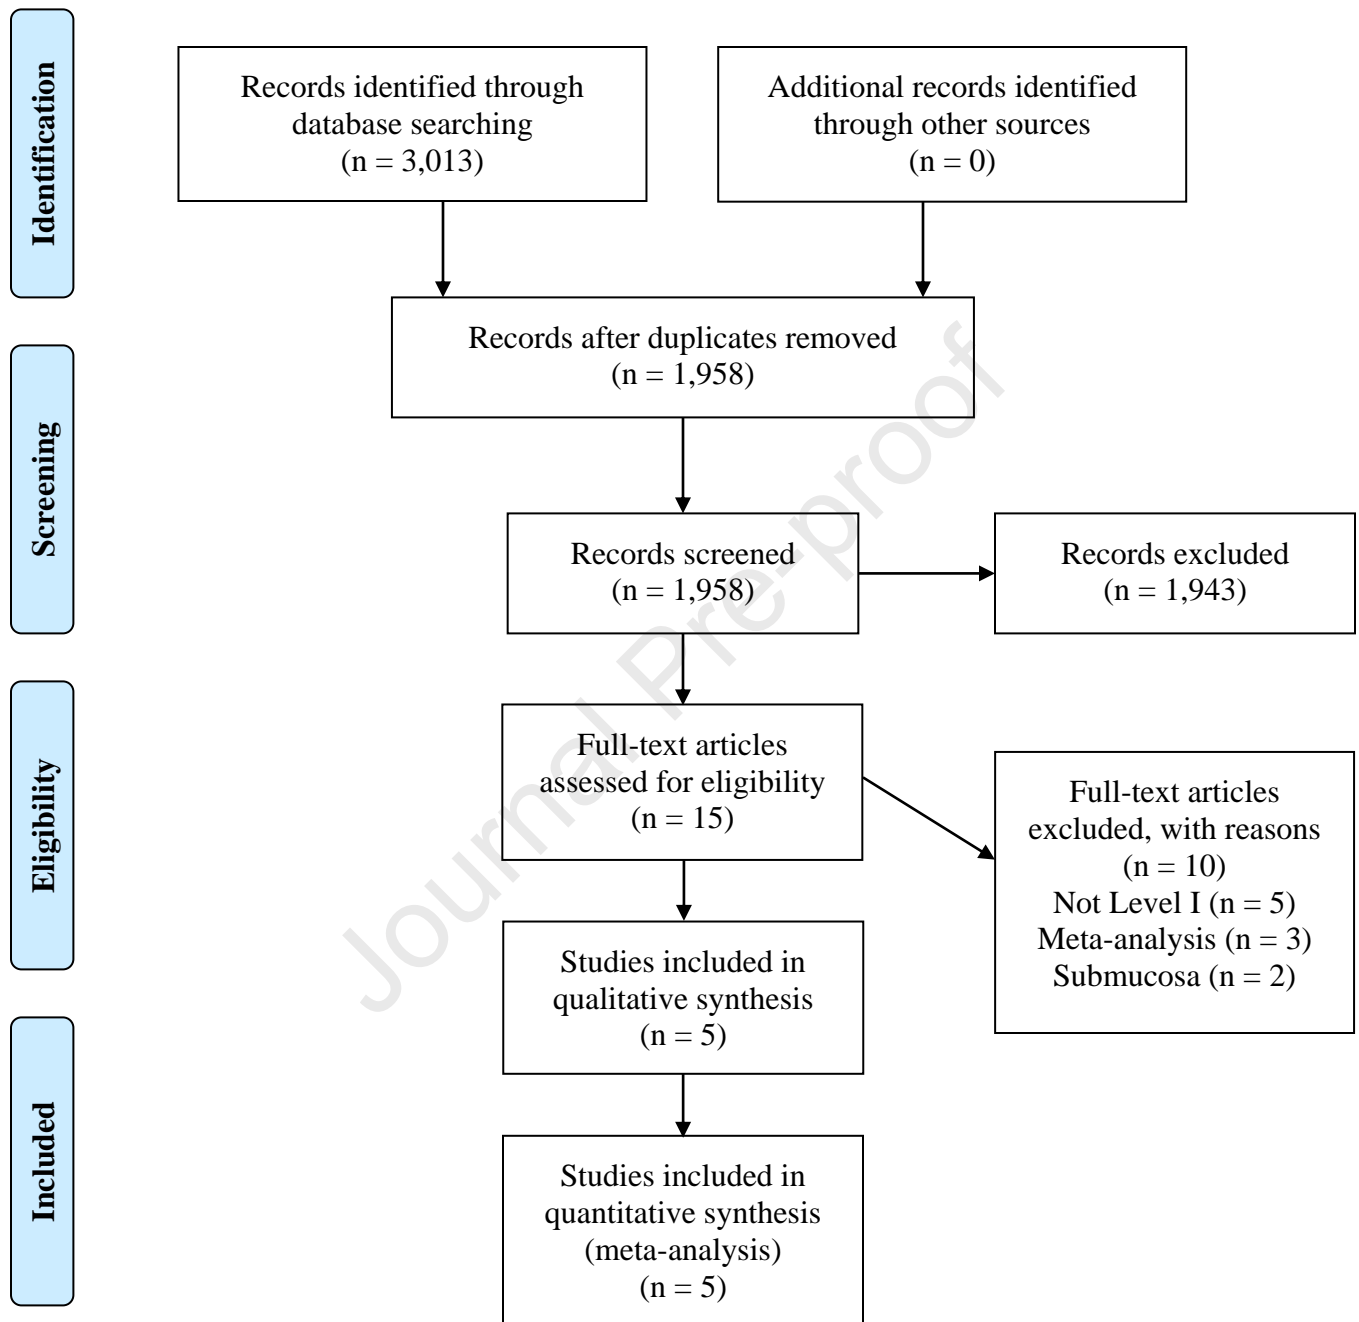 Identification
Records identified through
database searching
(n = 3,013)
Additional records identified
through other sources
(n = 0)
Records after duplicates removed
(n = 1,958)
Screening
Records screened
(n = 1,958)
Records excluded
(n = 1,943)
Eligibility
Full-text articles
assessed for eligibility
(n = 15)
Full-text articles
excluded, with reasons
(n = 10)
Not Level I (n = 5)
Meta-analysis (n = 3)
Submucosa (n = 2)
Studies included in
qualitative synthesis
(n = 5)
Included
Studies included in
quantitative synthesis
(meta-analysis)
(n = 5)
Journal Pre-proof